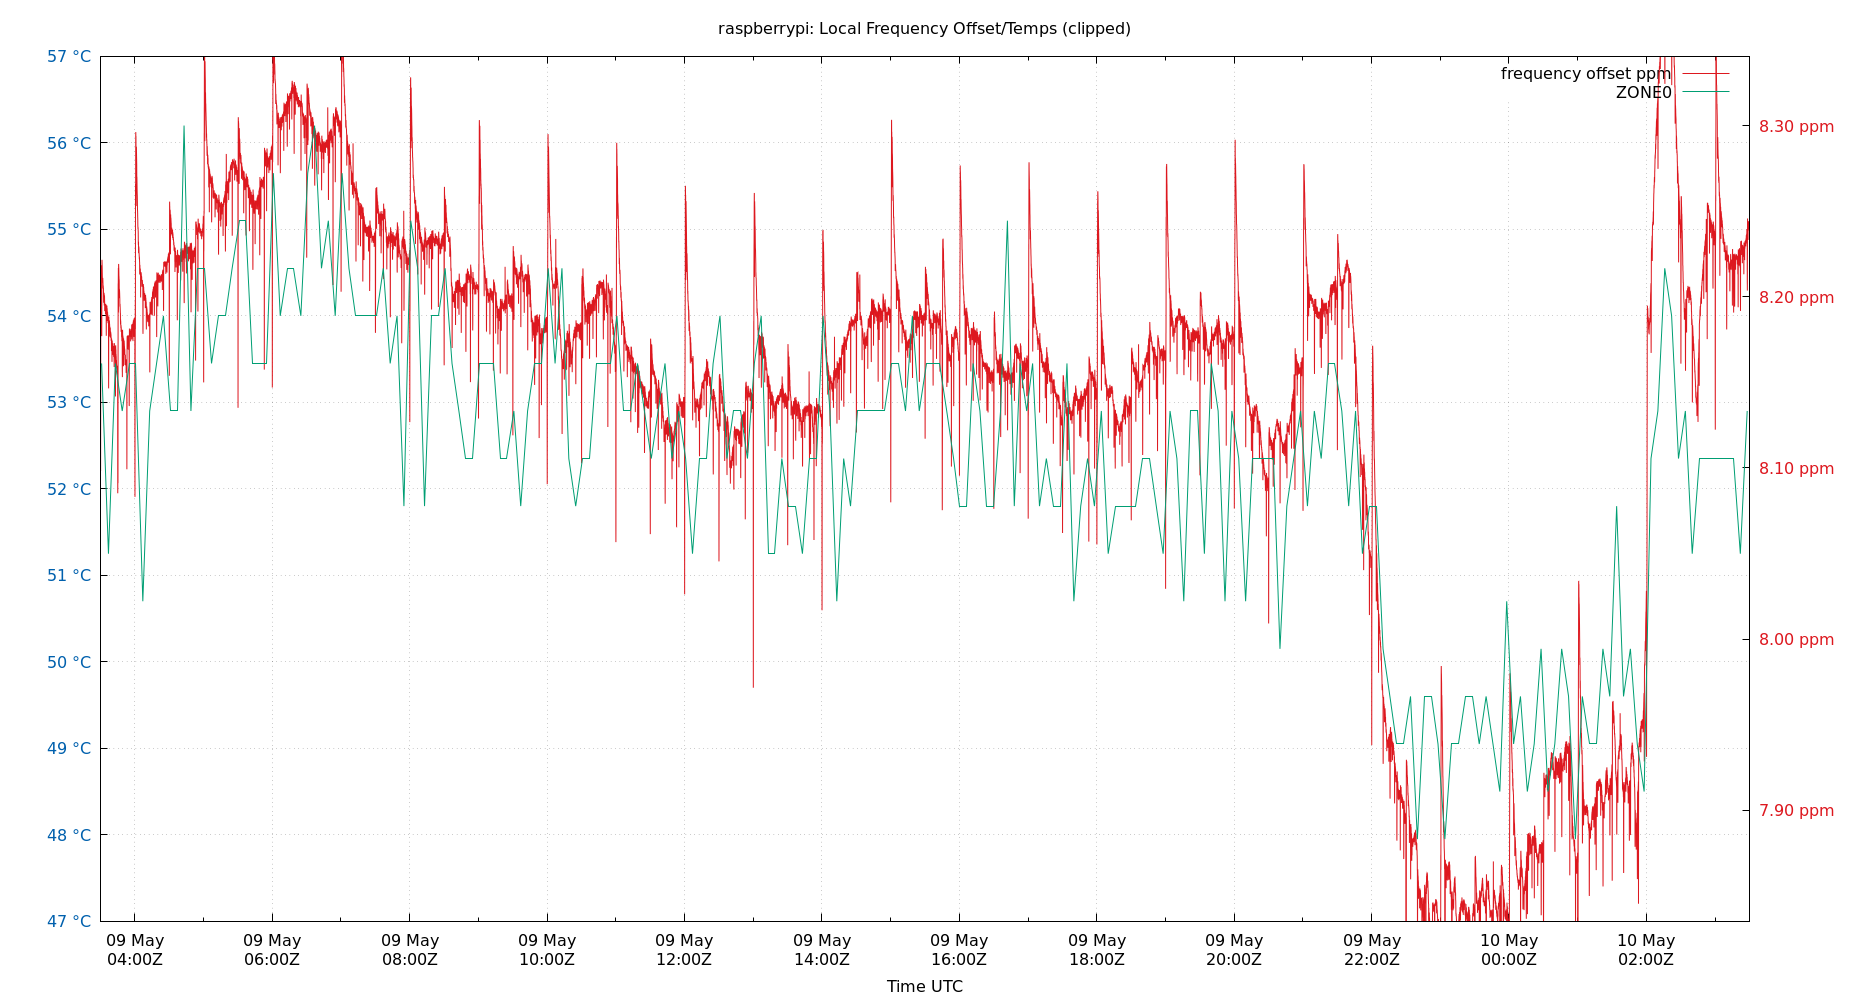 raspberrypi: Local Frequency Offset/Temps (clipped)
57 °C
56 °C
55 °C
54 °C
53 °C
52 °C
51 °C
50 °C
49 °C
48 °C
47 °C
frequency offset ppm
ZONE0
8.30 ppm
8.20 ppm
8.10 ppm
8.00 ppm
7.90 ppm
09 May 09 May 09 May 09 May 09 May 09 May 09 May 09 May 09 May 09 May 10 May 10 May
04:00Z 06:00Z 08:00Z 10:00Z 12:00Z 14:00Z 16:00Z 18:00Z 20:00Z 22:00Z 00:00Z 02:00Z
Time UTC